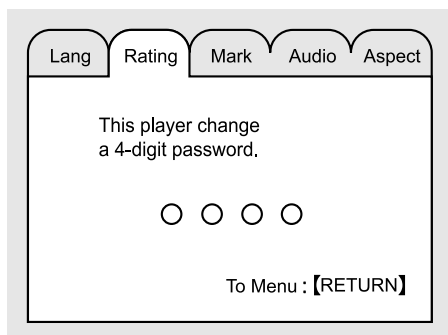 Lang Rating Mark Audio Aspect
This player change
a 4-digit password.
To Menu :【RETURN】